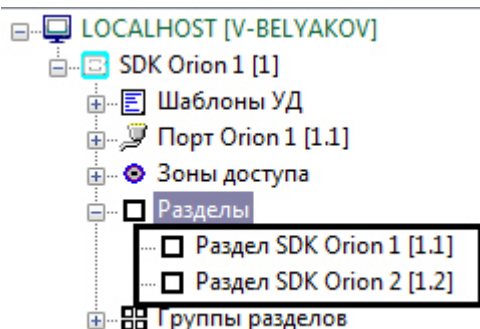 LOCALHOST [V-BELYAKOV]
SDK Orion 1 [1]
Шаблоны УД
Порт Orion 1 [1.1]
Зоны доступа
Разделы
Раздел SDK Orion 1 [1.1]
Раздел SDK Orion 2 [1.2]
Группы разделов